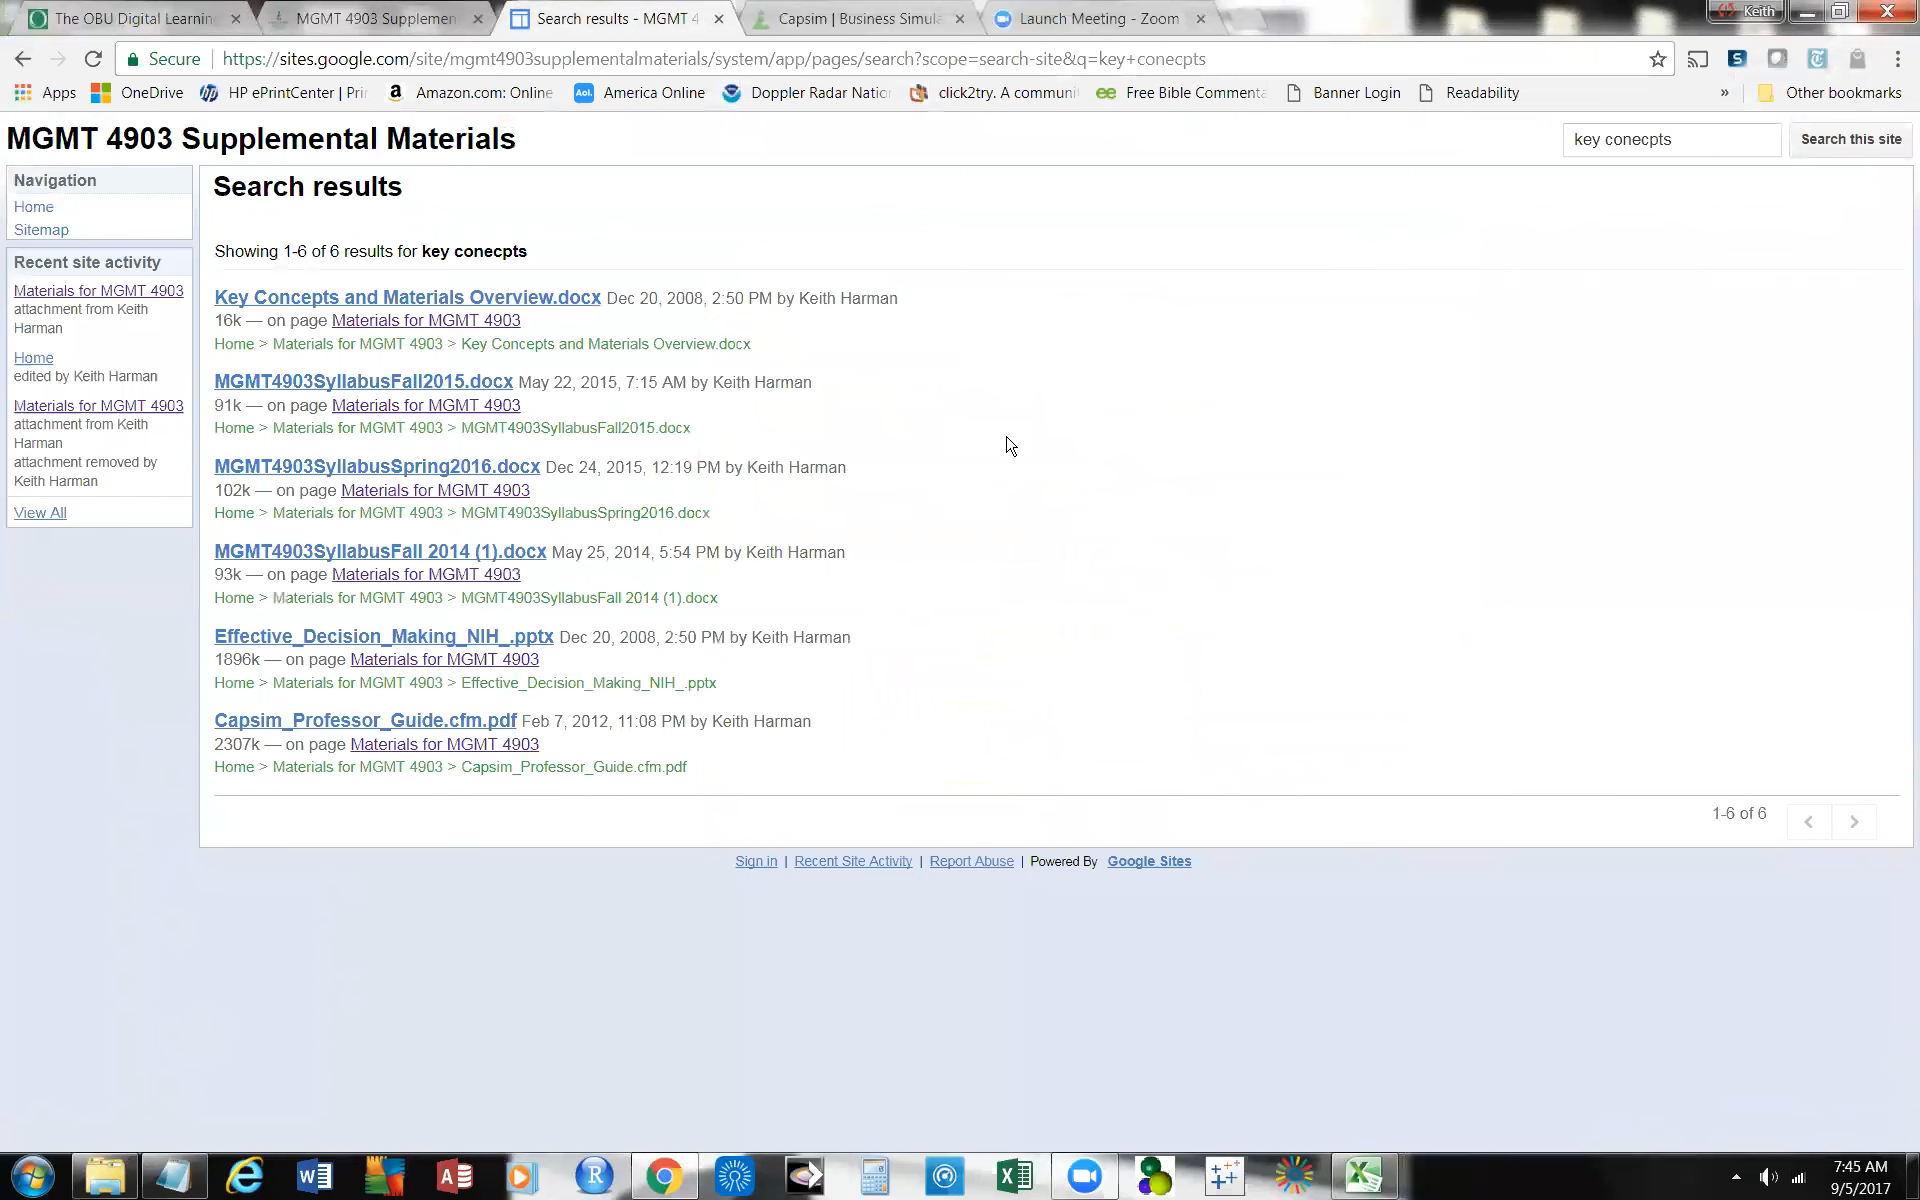 The OBU Digital Learnin
MGMT 4903 Supplemen
Search results - MGMT 4
Capsim | Business Simula
Launch Meeting - Zoom
Keith
Secure
https://sites.google.com/site/mgmt4903supplementalmaterials/system/app/pages/search?scope=search-site&q=key+conecpts
Apps
OneDrive
HP ePrintCenter | Prin
Amazon.com: Online
Aol.
America Online
Doppler Radar Natio
click2try. A communi
Free Bible Commenta
Banner Login
Readability
»
Other bookmarks
MGMT 4903 Supplemental Materials
key conecpts
Search this site
Navigation
Home
Sitemap
Recent site activity
Materials for MGMT 4903
attachment from Keith
Harman
Home
edited by Keith Harman
Materials for MGMT 4903
attachment from Keith
Harman
attachment removed by
Keith Harman
View All
Search results
Showing 1-6 of 6 results for key conecpts
Key Concepts and Materials Overview.docx Dec 20, 2008, 2:50 PM by Keith Harman
16k — on page Materials for MGMT 4903
Home > Materials for MGMT 4903 > Key Concepts and Materials Overview.docx
MGMT4903SyllabusFall2015.docx May 22, 2015, 7:15 AM by Keith Harman
91k — on page Materials for MGMT 4903
Home > Materials for MGMT 4903 > MGMT4903SyllabusFall2015.docx
MGMT4903SyllabusSpring2016.docx Dec 24, 2015, 12:19 PM by Keith Harman
102k — on page Materials for MGMT 4903
Home > Materials for MGMT 4903 > MGMT4903SyllabusSpring2016.docx
MGMT4903SyllabusFall 2014 (1).docx May 25, 2014, 5:54 PM by Keith Harman
93k — on page Materials for MGMT 4903
Home > Materials for MGMT 4903 > MGMT4903SyllabusFall 2014 (1).docx
Effective_Decision_Making_NIH_.pptx Dec 20, 2008, 2:50 PM by Keith Harman
1896k — on page Materials for MGMT 4903
Home > Materials for MGMT 4903 > Effective_Decision_Making_NIH_.pptx
Capsim_Professor_Guide.cfm.pdf Feb 7, 2012, 11:08 PM by Keith Harman
2307k — on page Materials for MGMT 4903
Home > Materials for MGMT 4903 > Capsim_Professor_Guide.cfm.pdf
1-6 of 6
Sign in | Recent Site Activity | Report Abuse | Powered By Google Sites
7:45 AM
9/5/2017